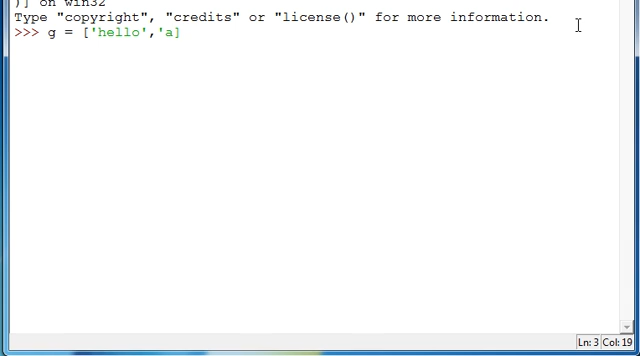 )] on win32
Type "copyright", "credits" or "license()" for more information.
>>> g = ['hello','a]
Ln: 3 Col: 19